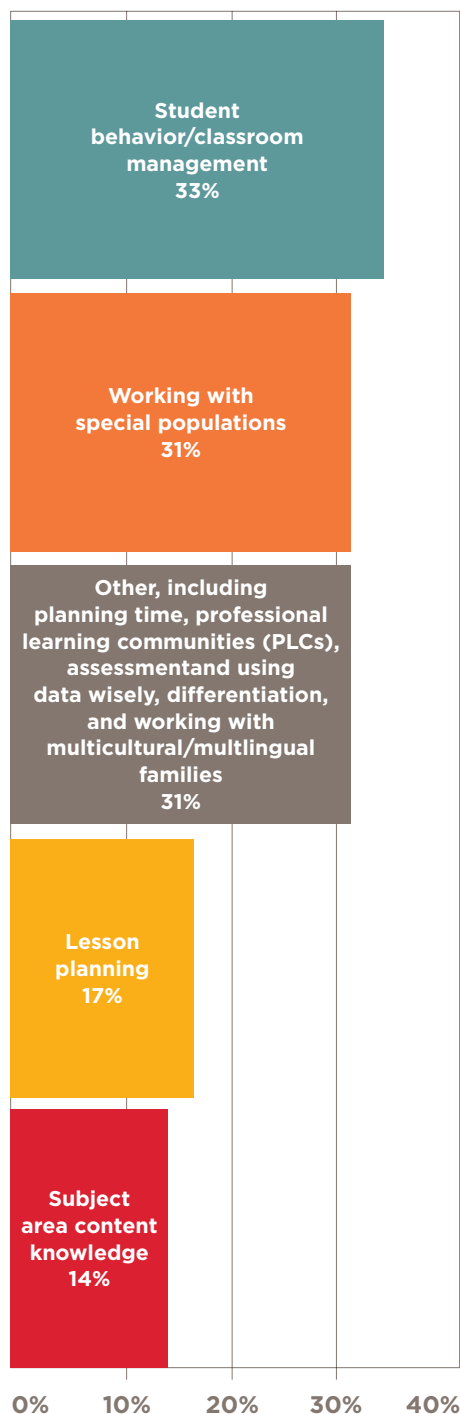 Student
behavior/classroom
management
33%
Working with
special populations
31%
Other, including
planning time, professional
learning communities (PLCs),
assessmentand using
data wisely, differentiation,
and working with
multicultural/multlingual
families
31%
Lesson
planning
17%
Subject
area content
knowledge
14%
0% 10% 20% 30% 40%